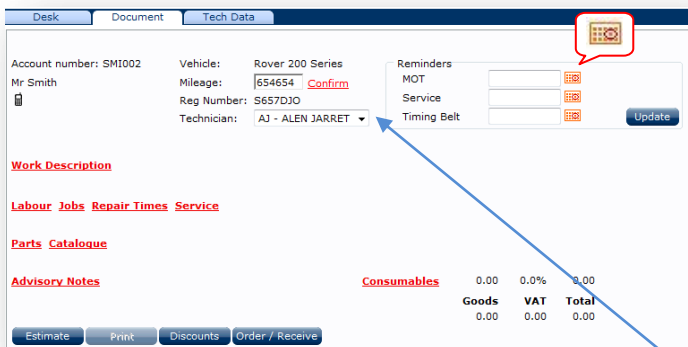 Desk Document Tech Data
Account number: SMI002 Vehicle: Rover 200 Series Reminders
Mr Smith Mileage: 654654 Confirm MOT
Reg Number: S657DJO Service
Technician: AJ - ALEN JARRET Timing Belt Update
Work Description
Labour Jobs Repair Times Service
Parts Catalogue
Advisory Notes Consumables 0.00 0.0% 0.00
Goods VAT Total
0.00 0.00 0.00
Estimate Print Discounts Order / Receive